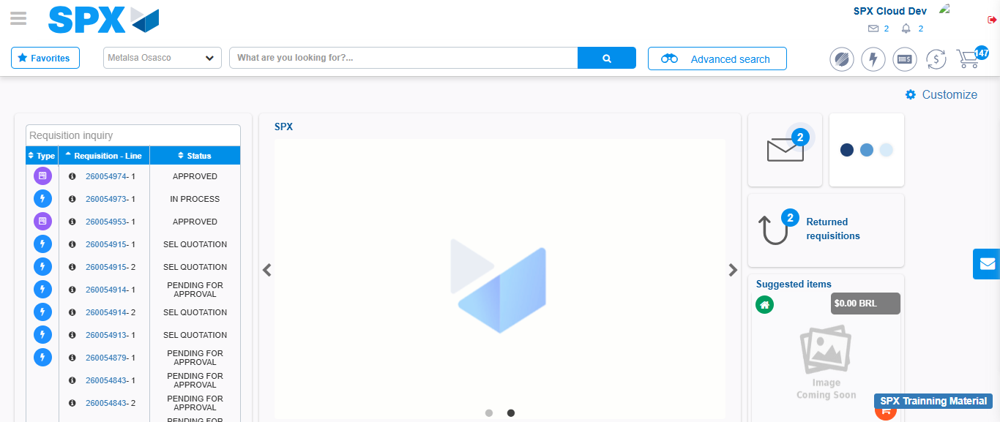 SPX
SPX Cloud Dev
2
2
Favorites
Metalsa Osasco
What are you looking for?...
Advanced search
$
147
Customize
Requisition inquiry
Type Requisition - Line Status
260054974- 1 APPROVED
260054973- 1 IN PROCESS
260054953- 1 APPROVED
260054915- 1 SEL QUOTATION
260054915- 2 SEL QUOTATION
260054914- 1 PENDING FOR
APPROVAL
260054914- 2 SEL QUOTATION
260054913- 1 SEL QUOTATION
260054879- 1 PENDING FOR
APPROVAL
260054843- 1 PENDING FOR
APPROVAL
260054843- 2 PENDING FOR
APPROVAL
PENDING FOR
SPX
2
2
Returned
requisitions
Suggested items
$0.00 BRL
Image
Coming Soon
SPX Trainning Material